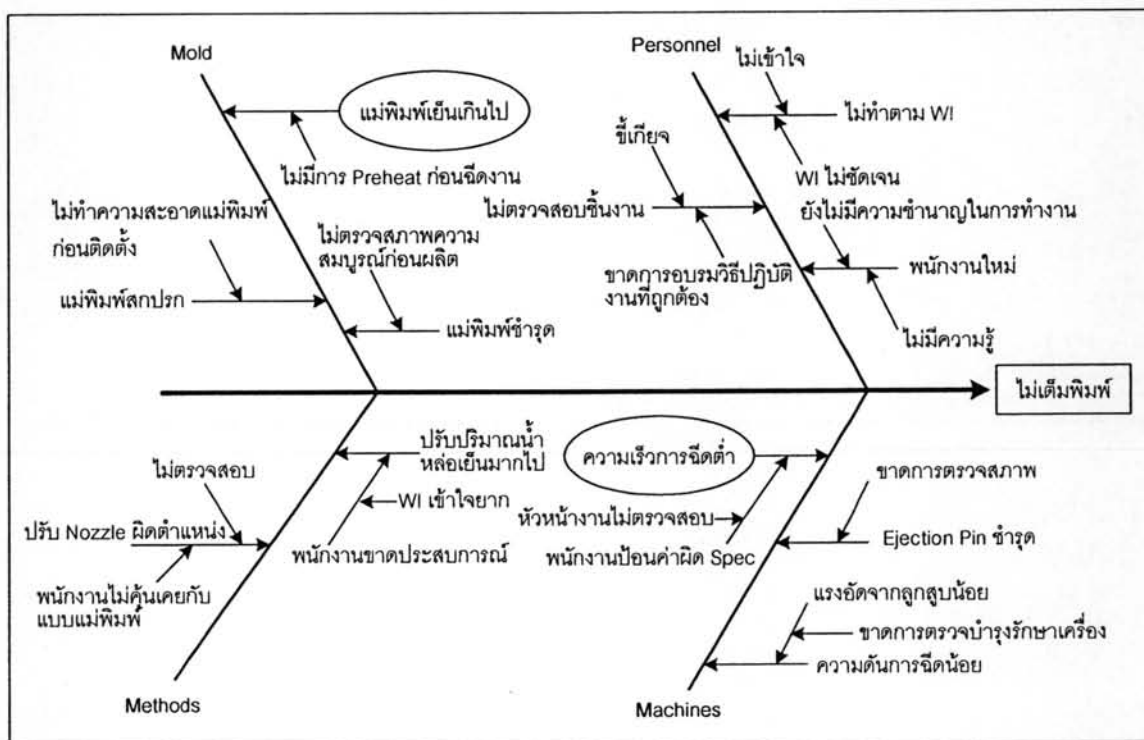 Mold
แม่พิมพ์เย็นเกินไป
ไม่มีการ Preheat ก่อนฉีดงาน
ไม่ทำความสะอาดแม่พิมพ์
ก่อนติดตั้ง
แม่พิมพ์สกปรก
ไม่ตรวจสภาพความ
สมบูรณ์ก่อนผลิต
แม่พิมพ์ชำรุด
Personnel
ไม่เข้าใจ
ไม่ทำตาม WI
WI ไม่ชัดเจน
ขี้เกียจ
ไม่ตรวจสอบชิ้นงาน
ขาดการอบรมวิธีปฏิบัติ
งานที่ถูกต้อง
ยังไม่มีความชำนาญในการทำงาน
พนักงานใหม่
ไม่มีความรู้
ไม่เต็มพิมพ์
ปรับปริมาณน้ำ
หล่อเย็นมากไป
WI เข้าใจยาก
พนักงานขาดประสบการณ์
ไม่ตรวจสอบ
ปรับ Nozzle ผิดตำแหน่ง
พนักงานไม่คุ้นเคยกับ
แบบแม่พิมพ์
Methods
ความเร็วการฉีดต่ำ
หัวหน้างานไม่ตรวจสอบ
พนักงานป้อนค่าผิด Spec
ขาดการตรวจสภาพ
Ejection Pin ชำรุด
แรงอัดจากลูกสูบน้อย
ขาดการตรวจบำรุงรักษาเครื่อง
ความดันการฉีดน้อย
Machines